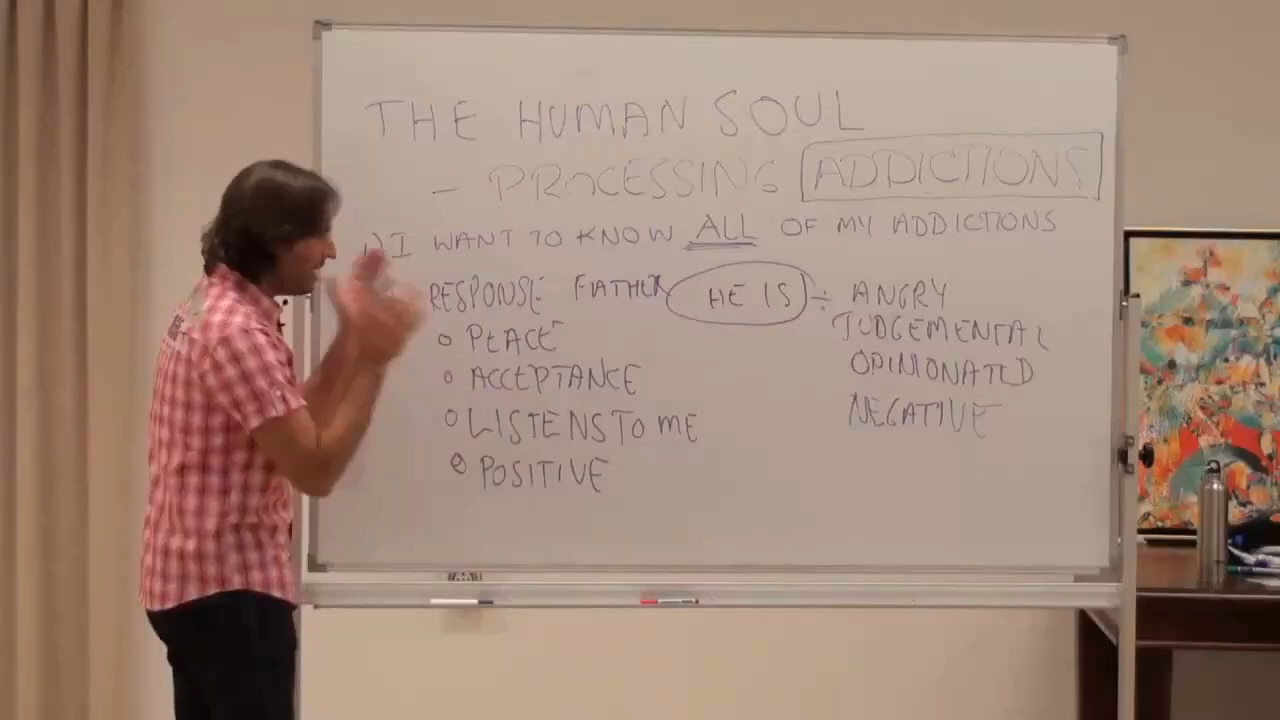 THE HUMAN SOUL
- PROCESSING ADDICTIONS
1) I WANT TO KNOW ALL OF MY ADDICTIONS
RESPONSE FATHER HE IS ÷ ANGRY
JUDGEMENTAL
o PEACE
OPINIONATED
o ACCEPTANCE
NEGATIVE
o LISTENS TO ME
o POSITIVE